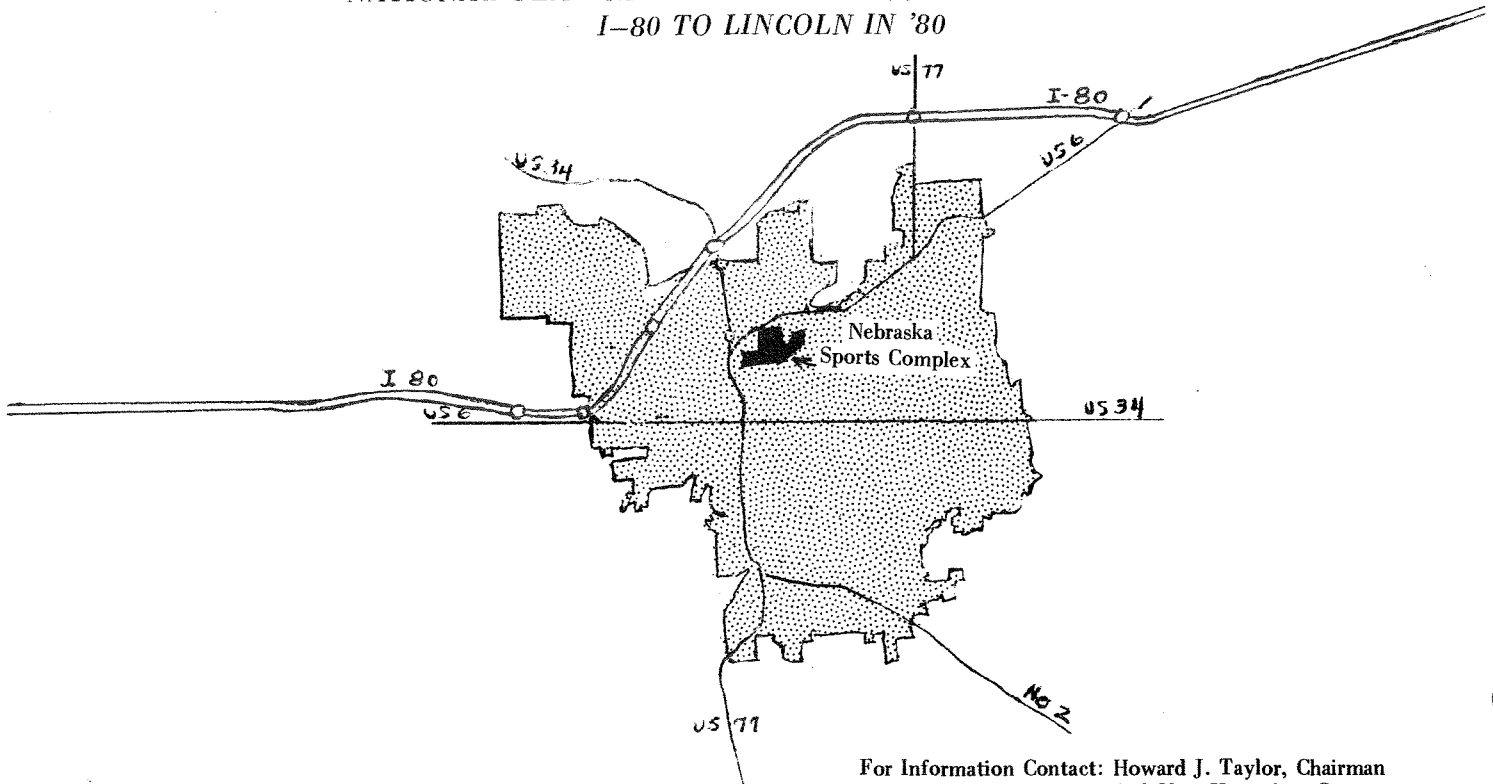 I–80 TO LINCOLN IN '80
US 77
I-80
US 6
US 34
Nebraska
Sports Complex
I 80
US 6
US 34
No 2
US 77
For Information Contact: Howard J. Taylor, Chairman